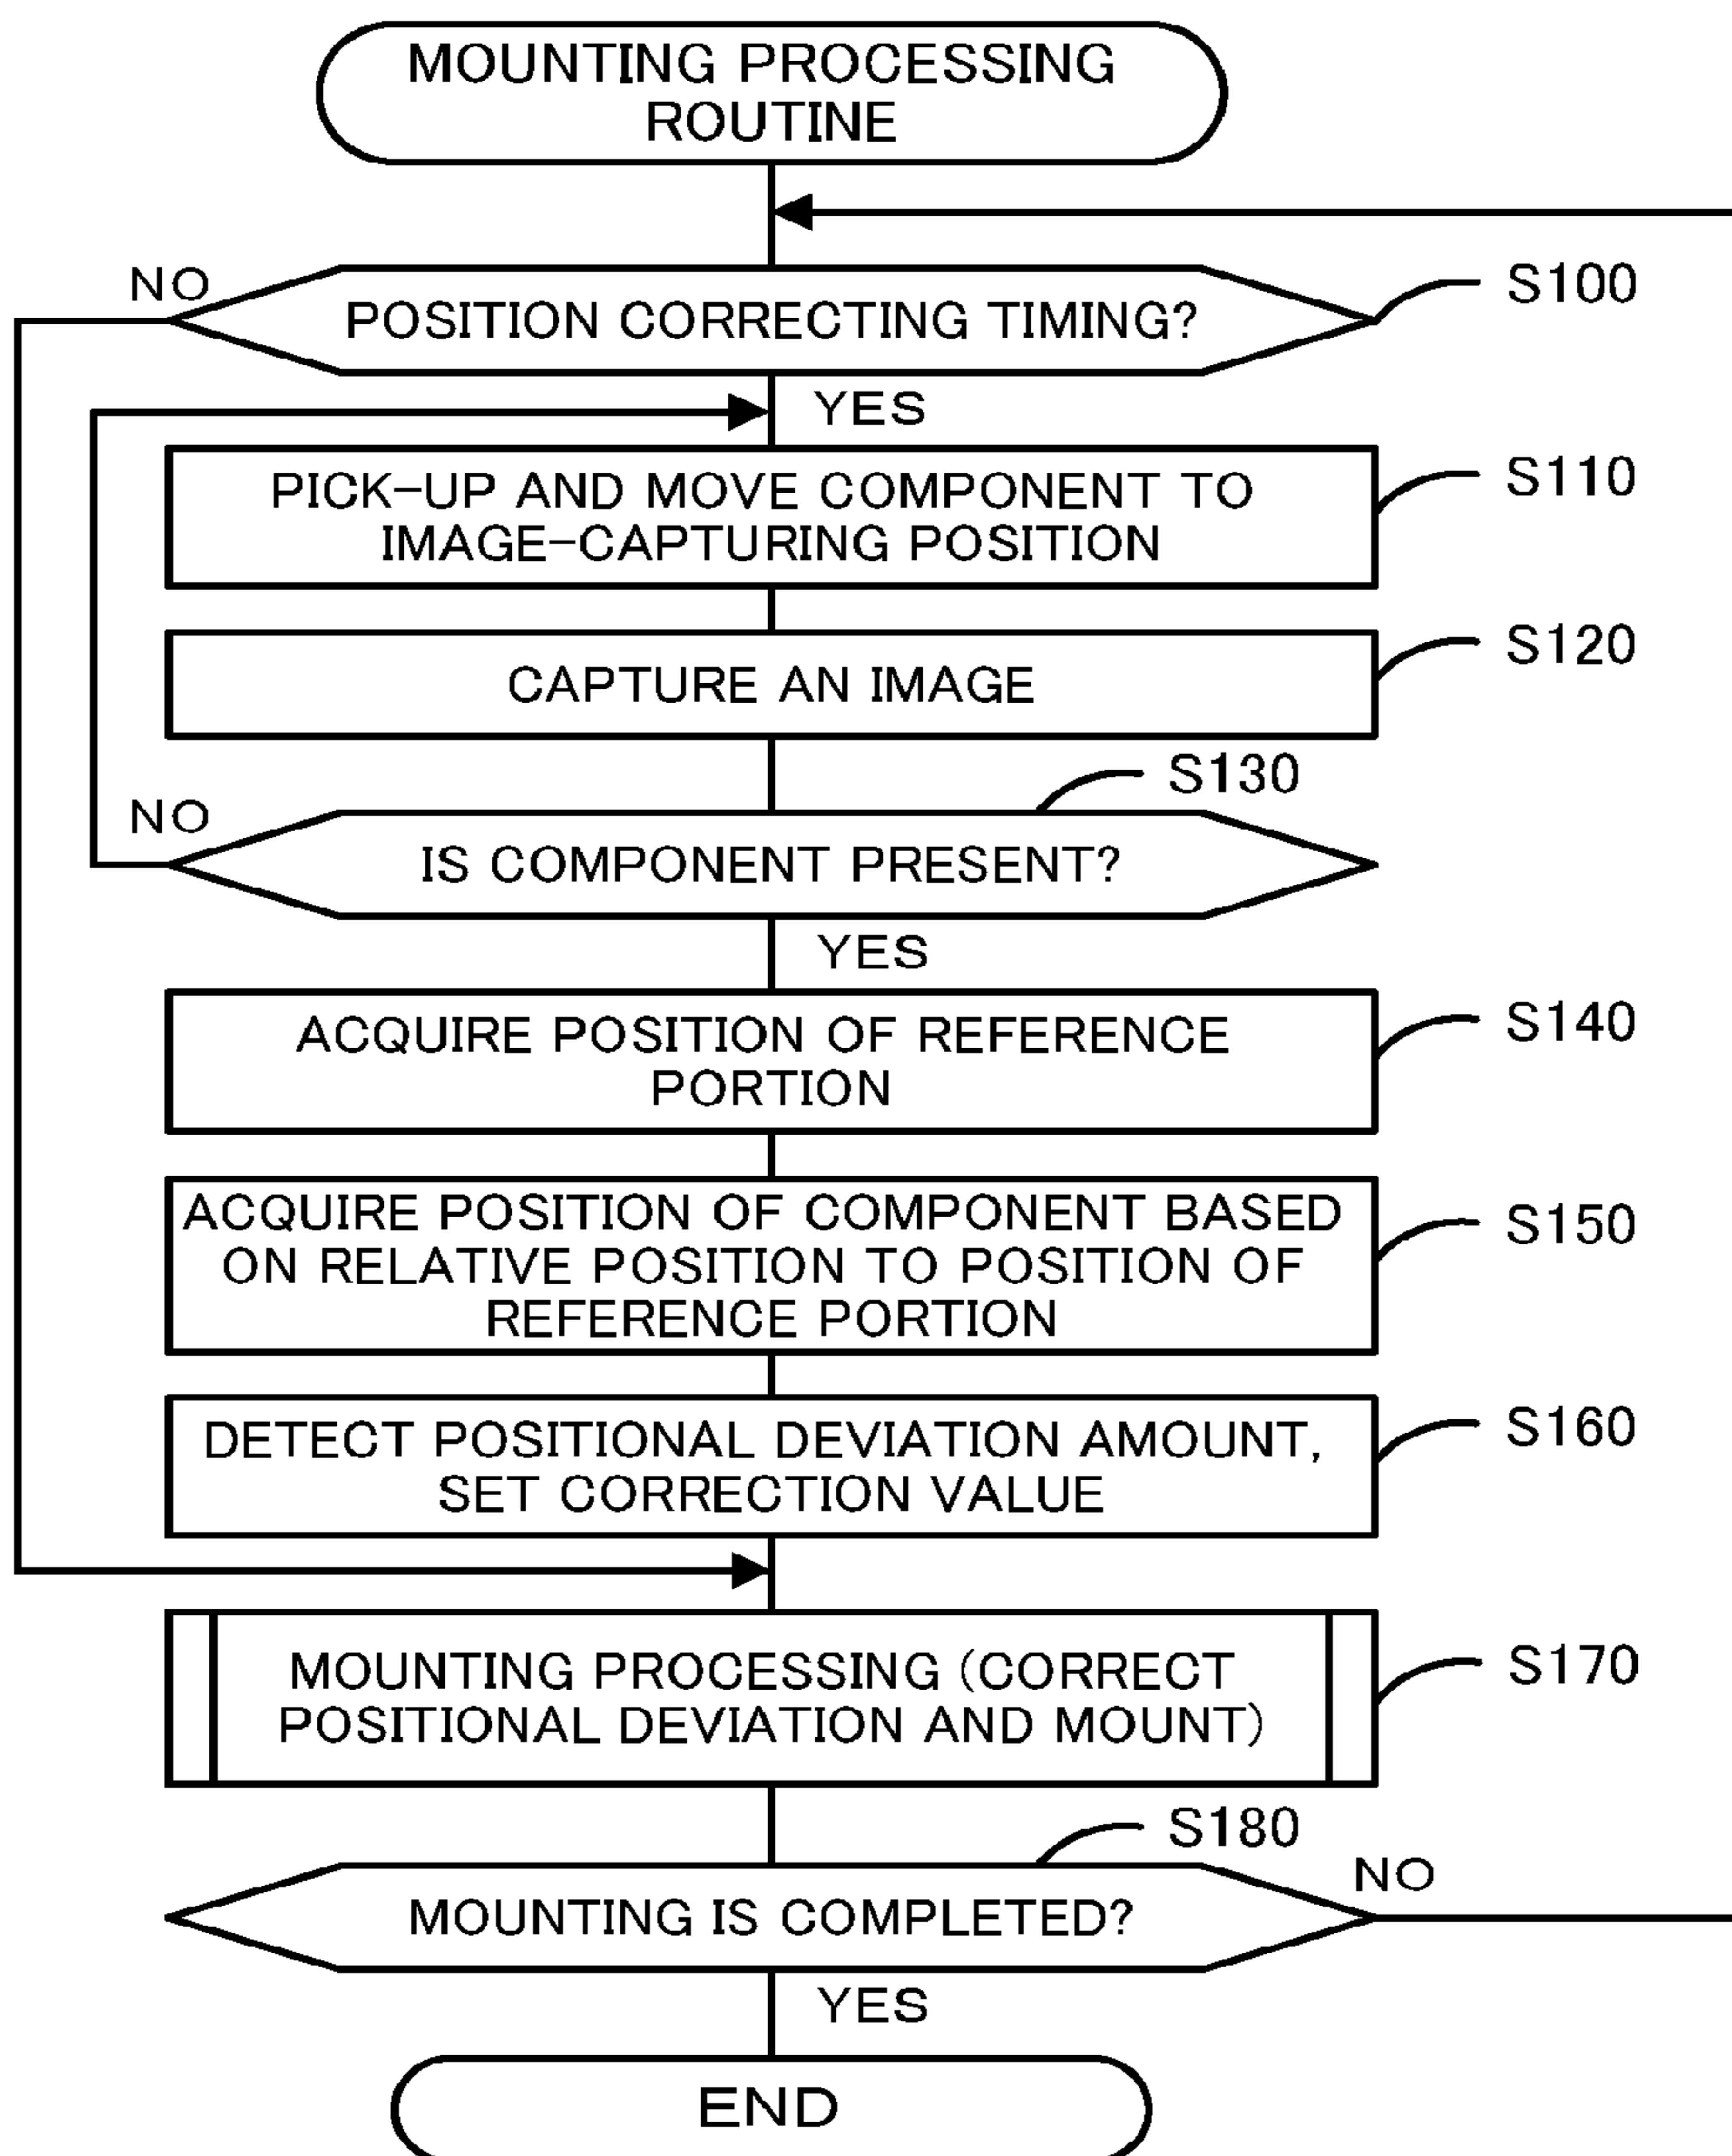 MOUNTING PROCESSING
ROUTINE
NO
POSITION CORRECTING TIMING?
S100
YES
PICK-UP AND MOVE COMPONENT TO
IMAGE-CAPTURING POSITION
S110
CAPTURE AN IMAGE
S120
S130
NO
IS COMPONENT PRESENT?
YES
ACQUIRE POSITION OF REFERENCE
PORTION
S140
ACQUIRE POSITION OF COMPONENT BASED
ON RELATIVE POSITION TO POSITION OF
REFERENCE PORTION
S150
DETECT POSITIONAL DEVIATION AMOUNT,
SET CORRECTION VALUE
S160
MOUNTING PROCESSING (CORRECT
POSITIONAL DEVIATION AND MOUNT)
S170
S180
NO
MOUNTING IS COMPLETED?
YES
END